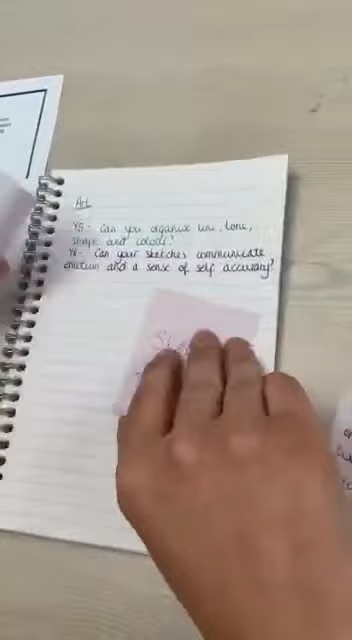 Art
Y5 - Can you organise line, tone,
shape and colour?
Y6 - Can your sketches communicate
emotion and a sense of self accuracy?